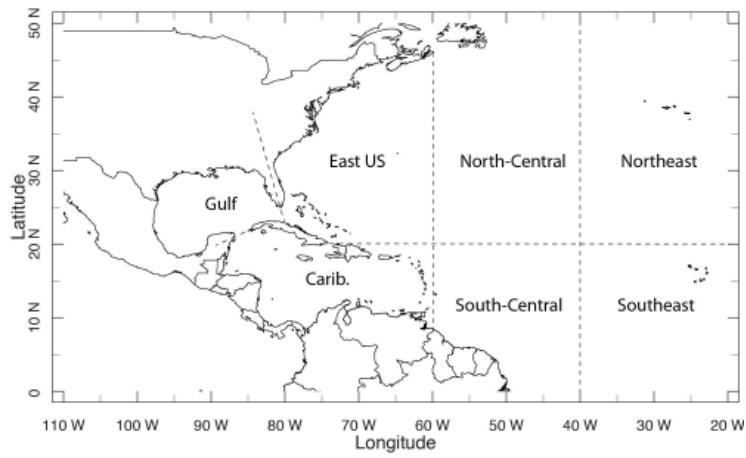 50 N
40 N
30 N
20 N
10 N
0
Latitude
East US
North-Central
Northeast
Gulf
Carib.
South-Central
Southeast
110 W 100 W 90 W 80 W 70 W 60 W 50 W 40 W 30 W 20 W
Longitude